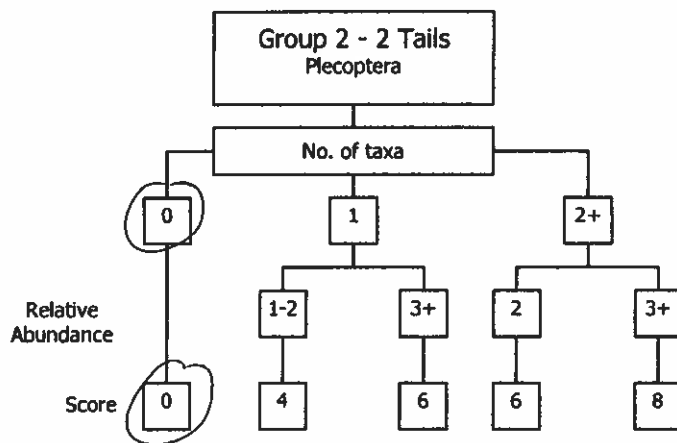 Group 2 - 2 Tails
Plecoptera
No. of taxa
0 1 2+
Relative
Abundance
1-2 3+ 2 3+
Score 0 4 6 6 8